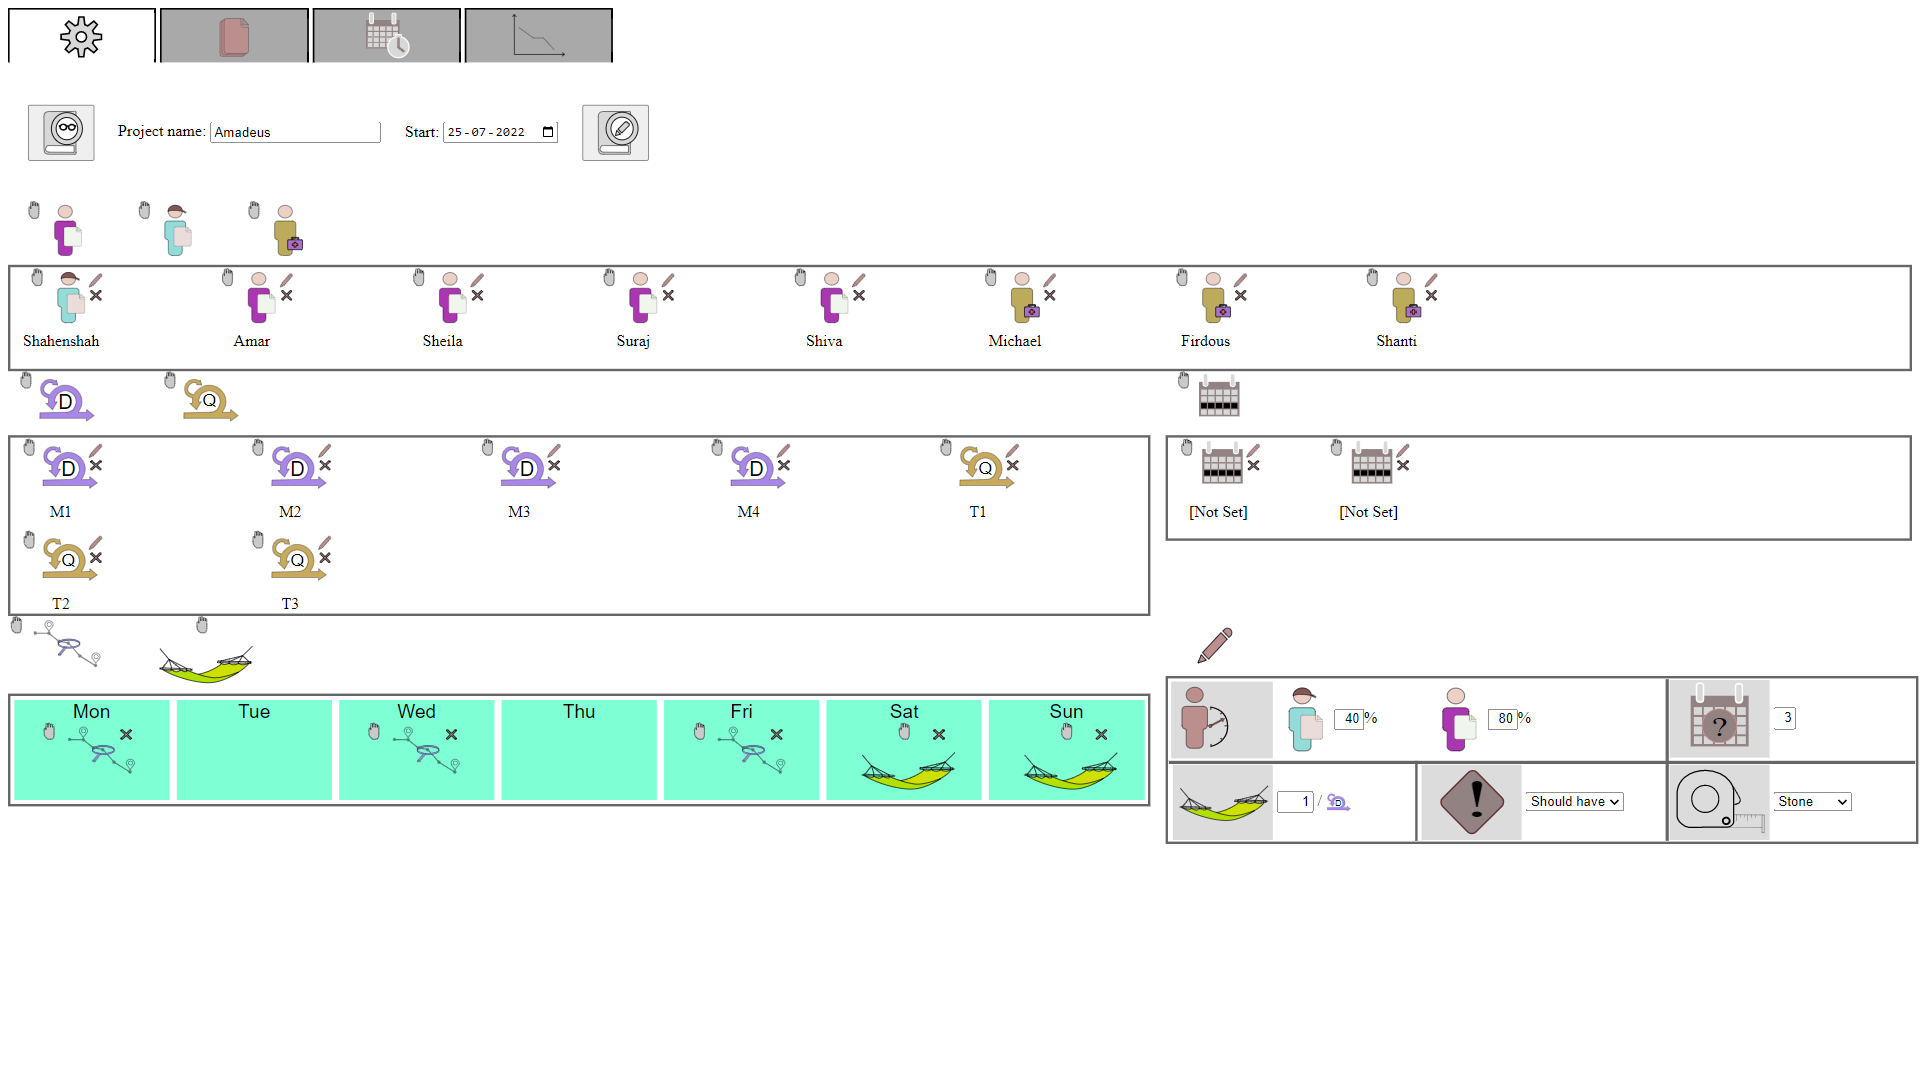 Project name: Amadeus Start: 25-07-2022
Shahenshah Amar Sheila Suraj Shiva Michael Firdous Shanti
D Q
D D D D Q
M1 M2 M3 M4 T1 [Not Set] [Not Set]
Q Q
T2 T3
Mon Tue Wed Thu Fri Sat Sun
40% 80% ? 3
1 / D ! Should have Stone